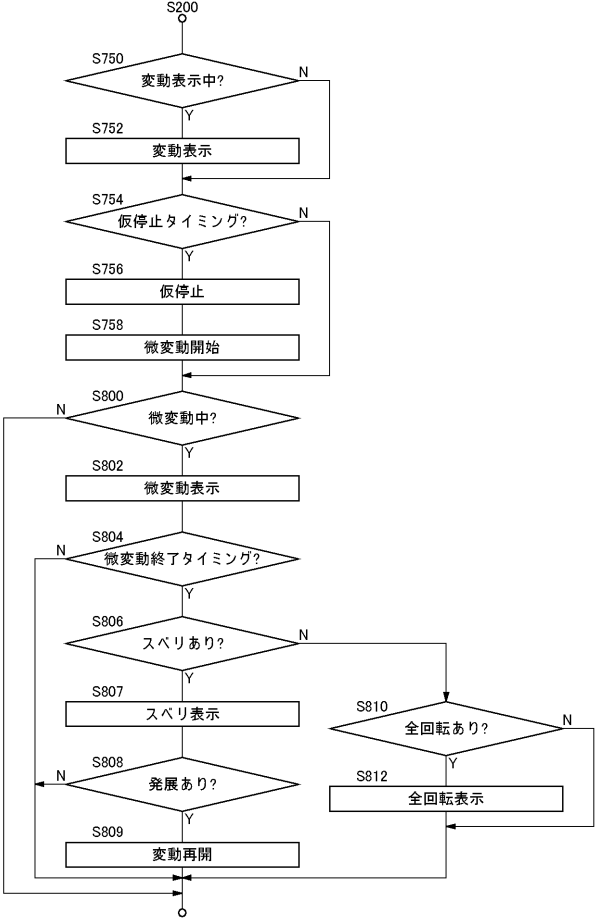 S200
S750
変動表示中?
N
Y
S752
変動表示
S754
仮停止タイミング?
N
Y
S756
仮停止
S758
微変動開始
S800
N
微変動中?
Y
S802
微変動表示
S804
N
微変動終了タイミング?
Y
S806
スベリあり?
N
Y
S807
スベリ表示
S810
全回転あり?
N
Y
S808
N
発展あり?
Y
S812
全回転表示
S809
変動再開